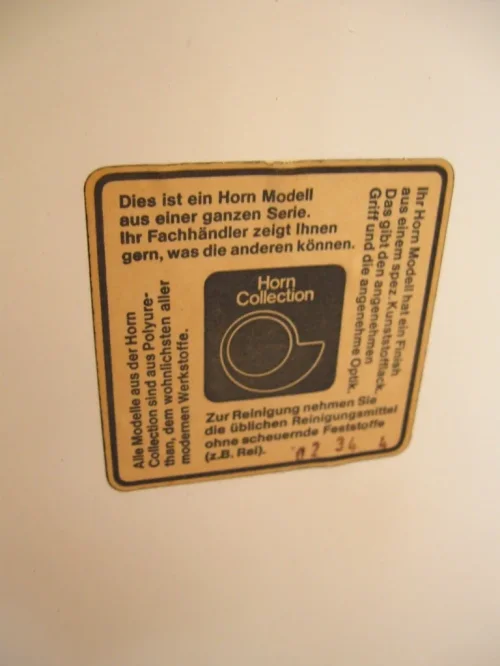 Dies ist ein Horn Modell
aus einer ganzen Serie.
Ihr Fachhändler zeigt Ihnen
gern, was die anderen können.
Ihr Horn Modell hat ein Finish
aus einem spez. Kunststofflack.
Das gibt den angenehmen
Griff und die angenehme Optik.
Horn
Collection
Zur Reinigung nehmen Sie
die üblichen Reinigungsmittel
ohne scheuernde Feststoffe
(z.B. Rei).
Alle Modelle aus der Horn
Collection sind aus Polyure-
than, dem wohnlichsten aller
modernen Werkstoffe.
2 34 4